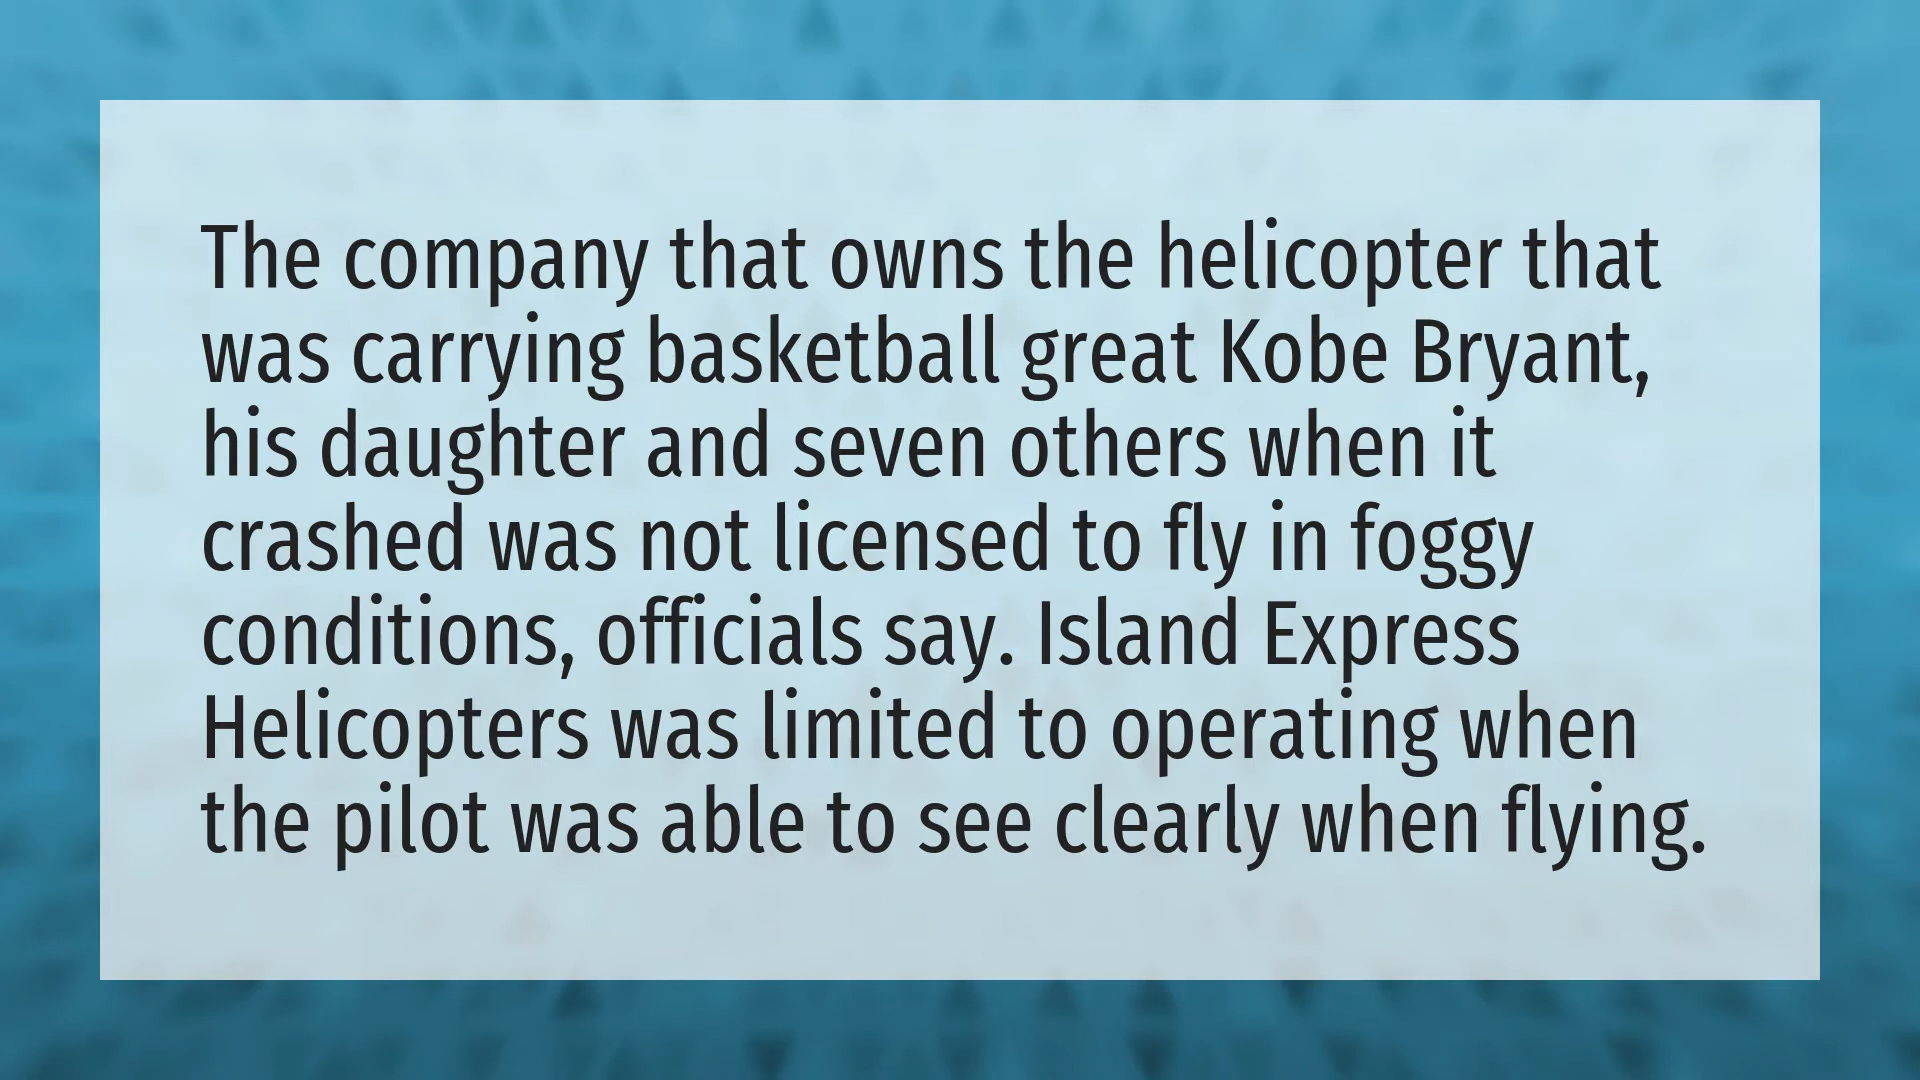 The company that owns the helicopter that
was carrying basketball great Kobe Bryant,
his daughter and seven others when it
crashed was not licensed to fly in foggy
conditions, officials say. Island Express
Helicopters was limited to operating when
the pilot was able to see clearly when flying.